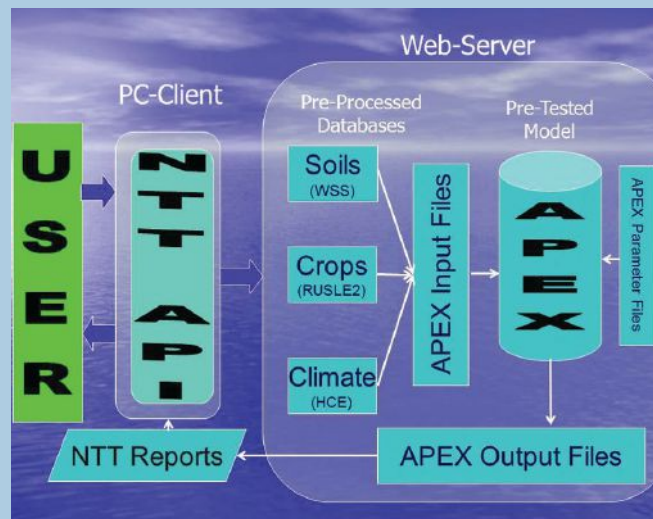 Web-Server
PC-Client
Pre-Processed
Databases
Pre-Tested
Model
USER
NTT API
Soils
(WSS)
Crops
(RUSLE2)
Climate
(HCE)
APEX Input Files
APEX
APEX Parameter Files
NTT Reports
APEX Output Files